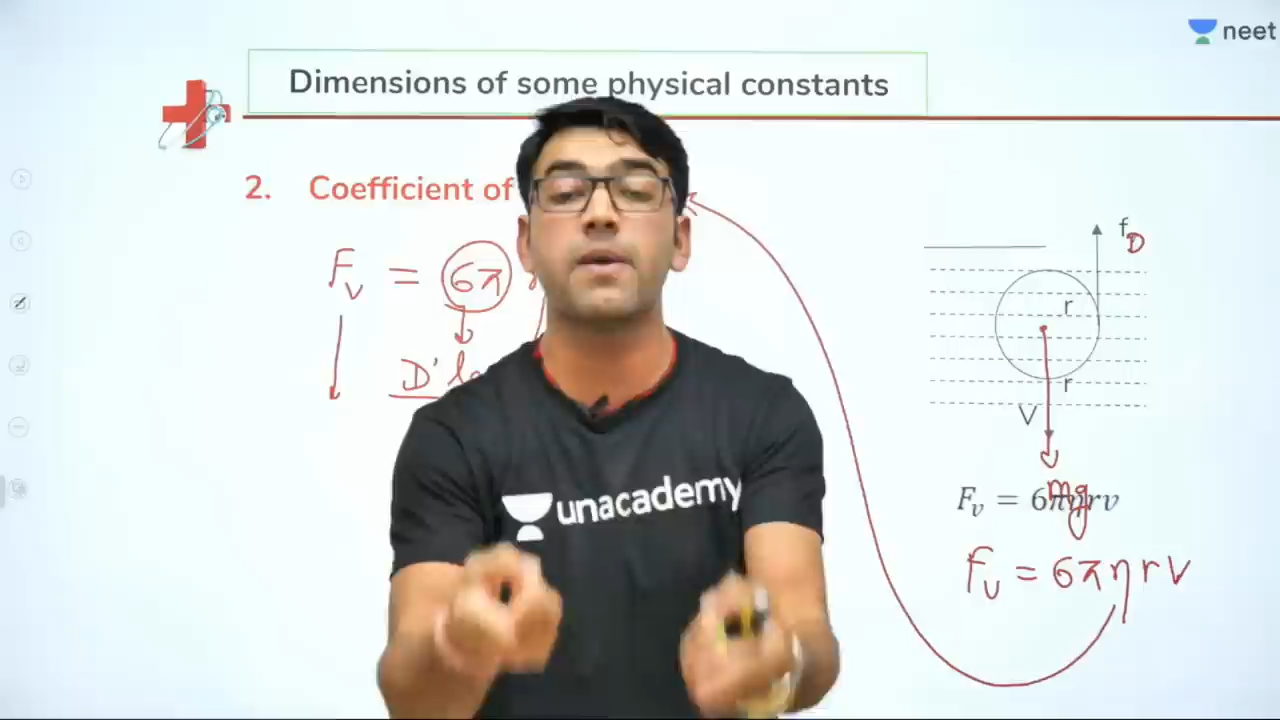 neet
Dimensions of some physical constants
2. Coefficient of
F_v = 6π
D'
f_D
r
r
V
mg
F_v = 6πηrv
F_v = 6πηrv
unacademy